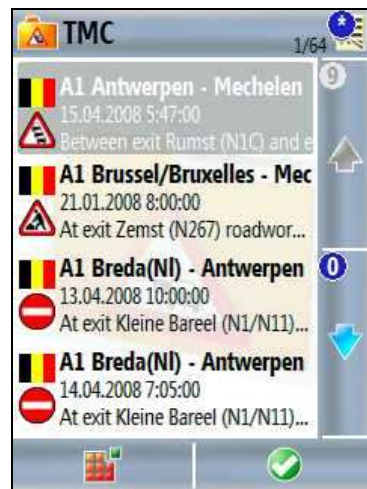 TMC
1/64
*
A1 Antwerpen - Mechelen
15.04.2008 5:47:00
Between exit Rumst (N1C) and e
9
A1 Brussel/Bruxelles - Mec
21.01.2008 8:00:00
At exit Zemst (N267) roadwor...
A1 Breda(Nl) - Antwerpen
13.04.2008 10:00:00
At exit Kleine Bareel (N1/N11)...
0
A1 Breda(Nl) - Antwerpen
14.04.2008 7:05:00
At exit Kleine Bareel (N1/N11)...